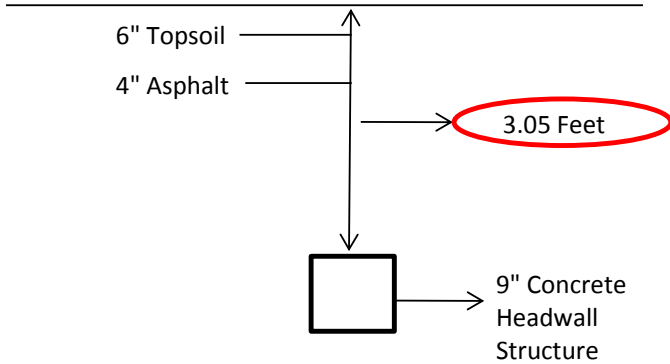 6" Topsoil
4" Asphalt
3.05 Feet
9" Concrete
Headwall
Structure